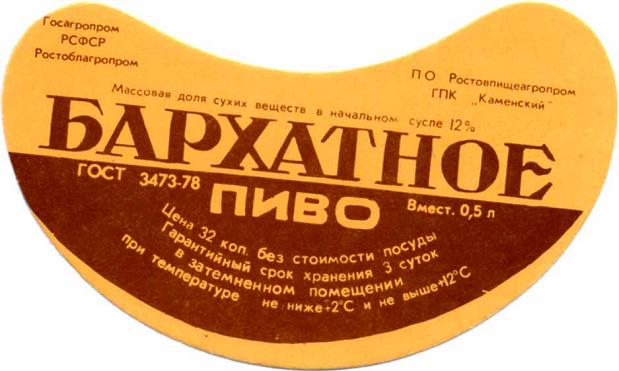 Госагропром
РСФСР
Ростоблагропром
ПО Ростовпищеагропром
ГПК „Каменский"
Массовая доля сухих веществ в начальном сусле 12%
БАРХАТНОЕ
ГОСТ 3473-78
ПИВО
Вмест. 0,5 л
Цена 32 коп. без стоимости посуды
Гарантийный срок хранения 3 суток
в затемненном помещении
при температуре не ниже+2°С и не выше+12°С